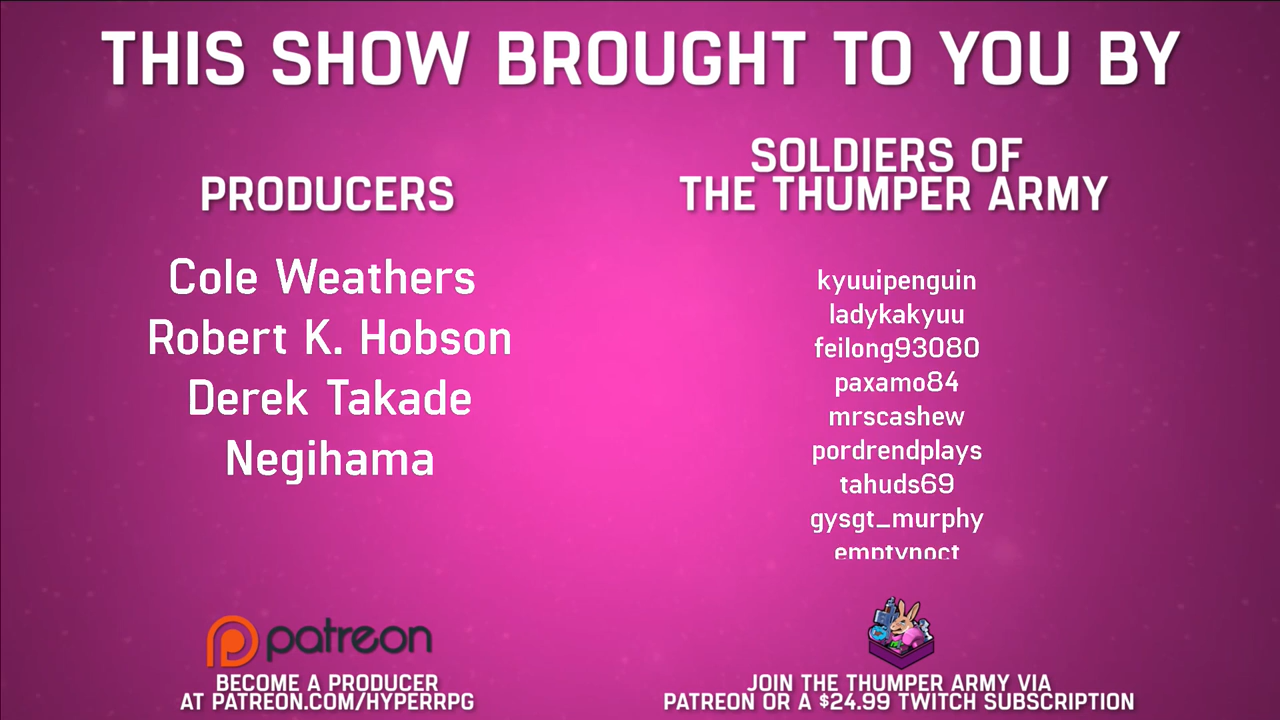 THIS SHOW BROUGHT TO YOU BY
PRODUCERS
Cole Weathers
Robert K. Hobson
Derek Takade
Negihama
patreon
BECOME A PRODUCER
AT PATREON.COM/HYPERRPG
SOLDIERS OF
THE THUMPER ARMY
kyuuipenguin
ladykakyuu
feilong93080
paxamo84
mrscashew
pordrendplays
tahuds69
gysgt_murphy
emptynoct
JOIN THE THUMPER ARMY VIA
PATREON OR A $24.99 TWITCH SUBSCRIPTION